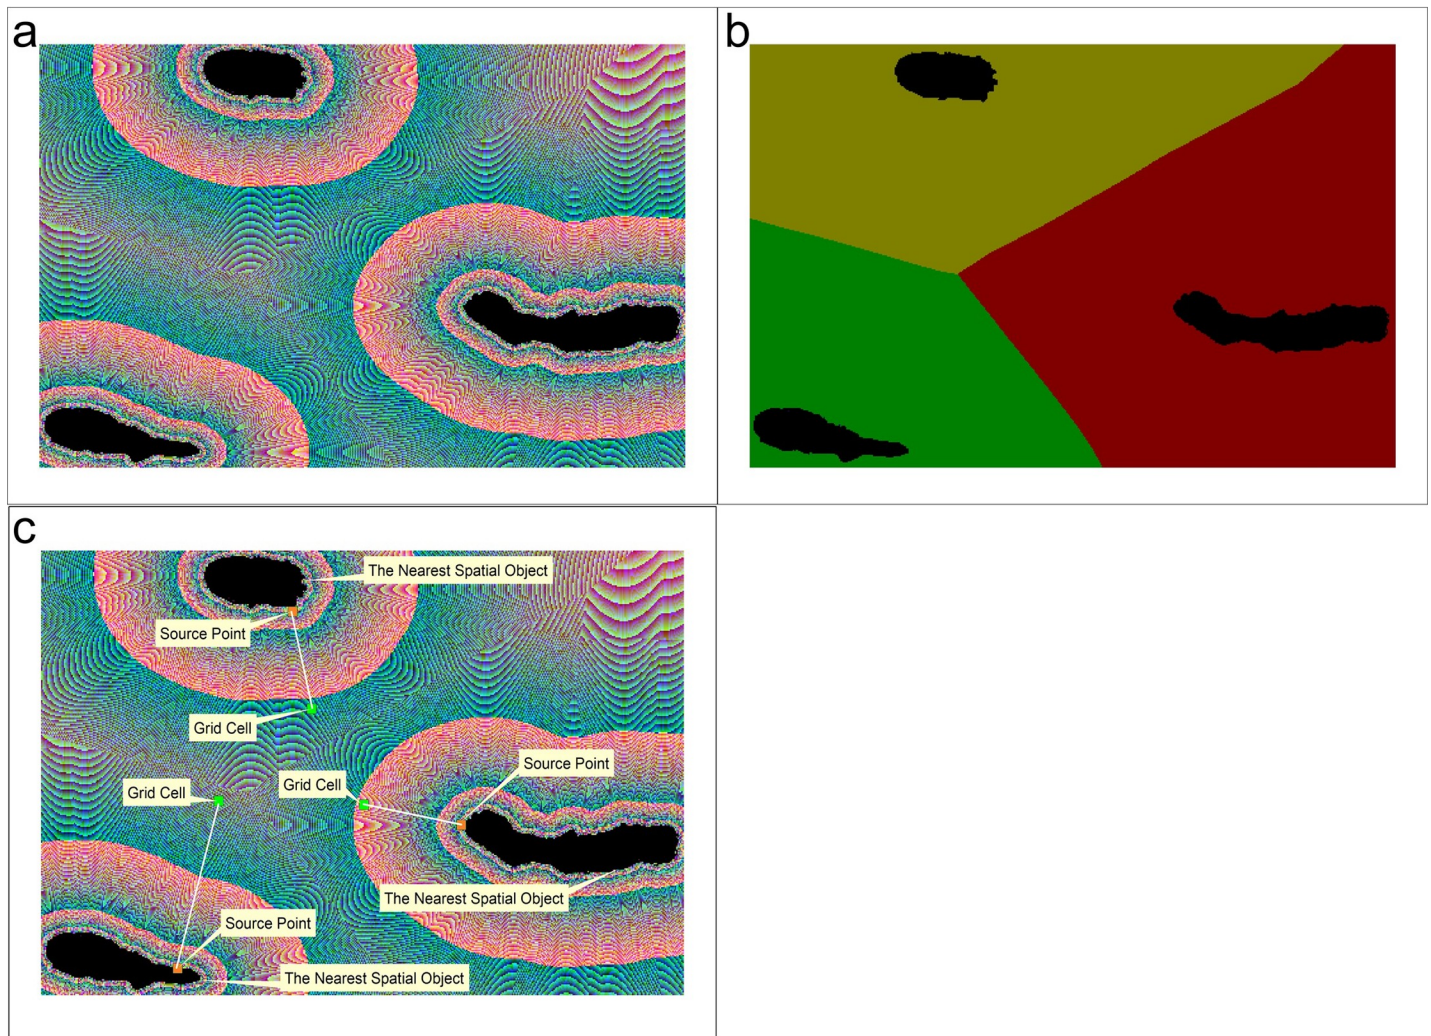 a
b
c
The Nearest Spatial Object
Source Point
Grid Cell
Source Point
Grid Cell
Grid Cell
The Nearest Spatial Object
Source Point
The Nearest Spatial Object